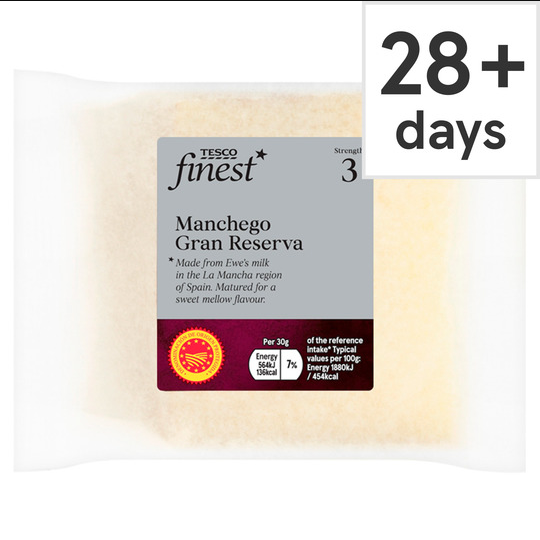 28+
days
TESCO
finest*
Strength
3
Manchego
Gran Reserva
*Made from Ewe's milk
in the La Mancha region
of Spain. Matured for a
sweet mellow flavour.
Per 30g
Energy
564kJ
136kcal
7%
of the reference
intake* Typical
values per 100g:
Energy 1880kJ
/ 454kcal